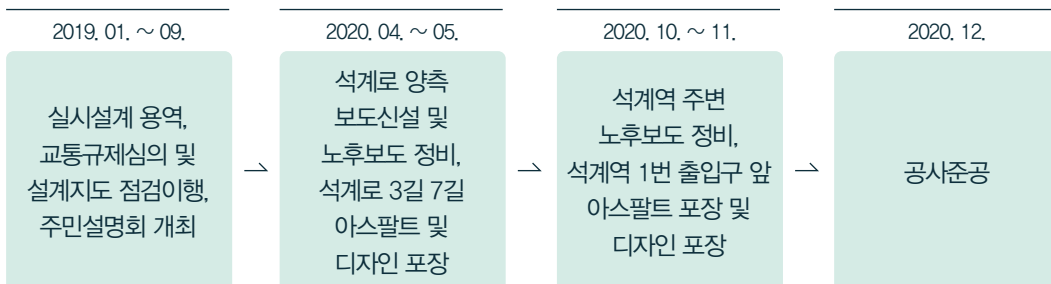 2019. 01. ~ 09.
실시설계 용역,
교통규제심의 및
설계지도 점검이행,
주민설명회 개최
→
2020. 04. ~ 05.
석계로 양측
보도신설 및
노후보도 정비,
석계로 3길 7길
아스팔트 및
디자인 포장
→
2020. 10. ~ 11.
석계역 주변
노후보도 정비,
석계역 1번 출입구 앞
아스팔트 포장 및
디자인 포장
→
2020. 12.
공사준공